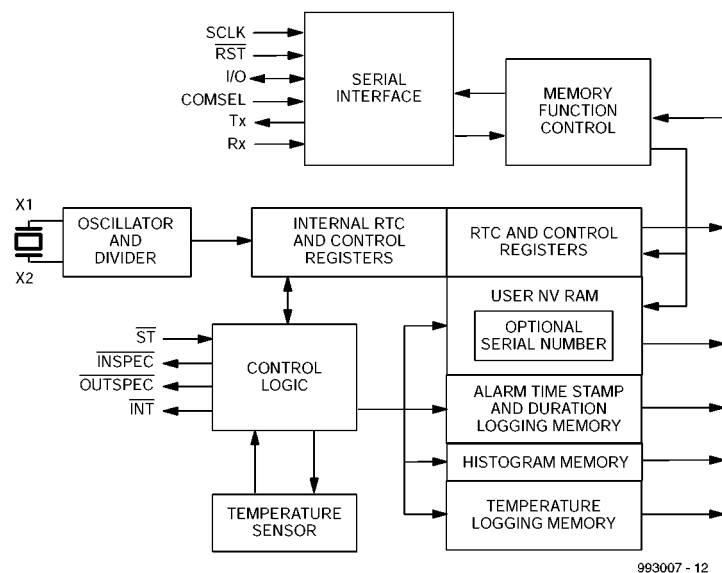 SCLK
RST
I/O
COMSEL
Tx
Rx
SERIAL
INTERFACE
MEMORY
FUNCTION
CONTROL
X1
X2
OSCILLATOR
AND
DIVIDER
INTERNAL RTC
AND CONTROL
REGISTERS
RTC AND CONTROL
REGISTERS
USER NV RAM
OPTIONAL
SERIAL NUMBER
ST
INSPEC
OUTSPEC
INT
CONTROL
LOGIC
ALARM TIME STAMP
AND DURATION
LOGGING MEMORY
HISTOGRAM MEMORY
TEMPERATURE
SENSOR
TEMPERATURE
LOGGING MEMORY
993007 - 12